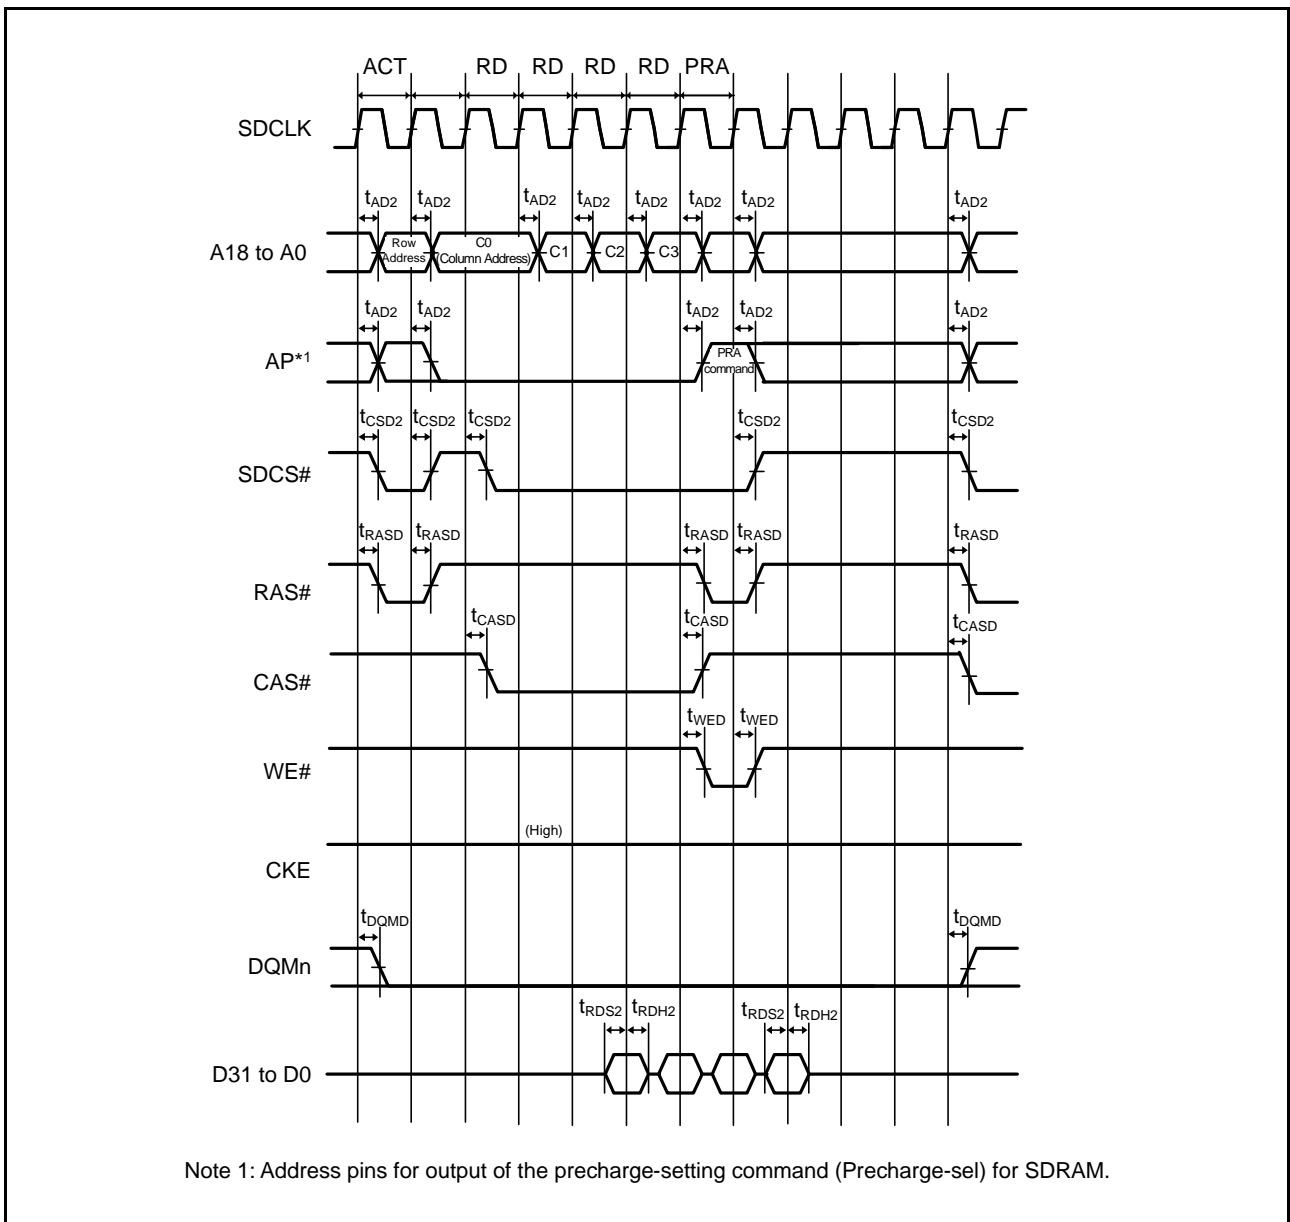 ACT RD RD RD RD PRA
SDCLK
tAD2 tAD2 tAD2 tAD2 tAD2 tAD2 tAD2 tAD2
A18 to A0
Row Address C0 (Column Address) C1 C2 C3
tAD2 tAD2 tAD2 tAD2 tAD2
AP*1
PRA command
tCSD2 tCSD2 tCSD2 tCSD2 tCSD2
SDCS#
tRASD tRASD tRASD tRASD tRASD
RAS#
tCASD tCASD tCASD
CAS#
tWED tWED
WE#
(High)
CKE
tDQMD tDQMD
DQMn
tRDS2 tRDH2 tRDS2 tRDH2
D31 to D0
Note 1: Address pins for output of the precharge-setting command (Precharge-sel) for SDRAM.